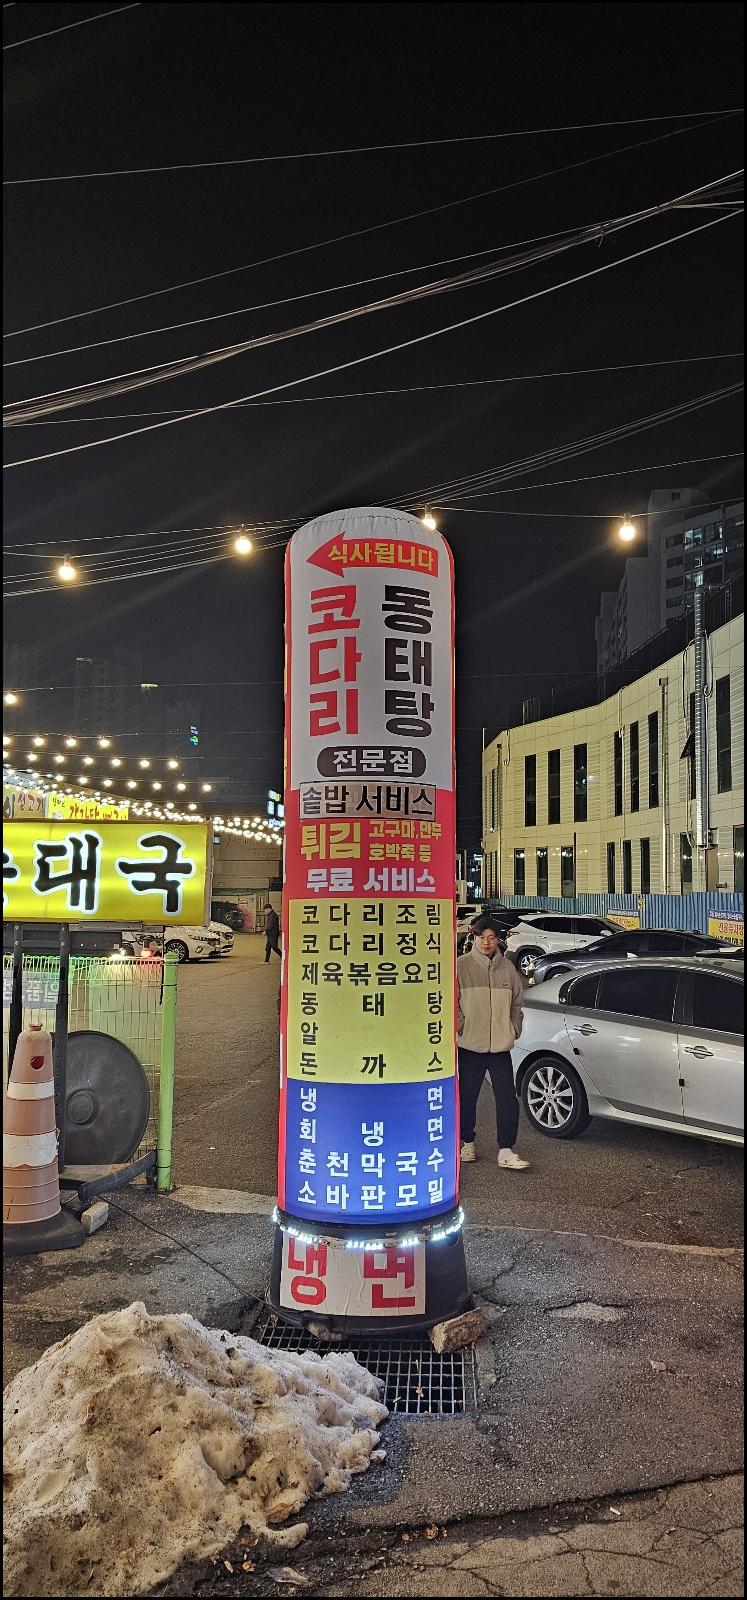 식사됩니다
코다리 동태탕
전문점
솥밥 서비스
튀김 고구마,만두
호박죽 등
무료 서비스
코다리조림
코다리정식
제육볶음요리
동태탕
알탕
돈까스
냉면
회냉면
춘천막국수
소바판모밀
냉면
대국